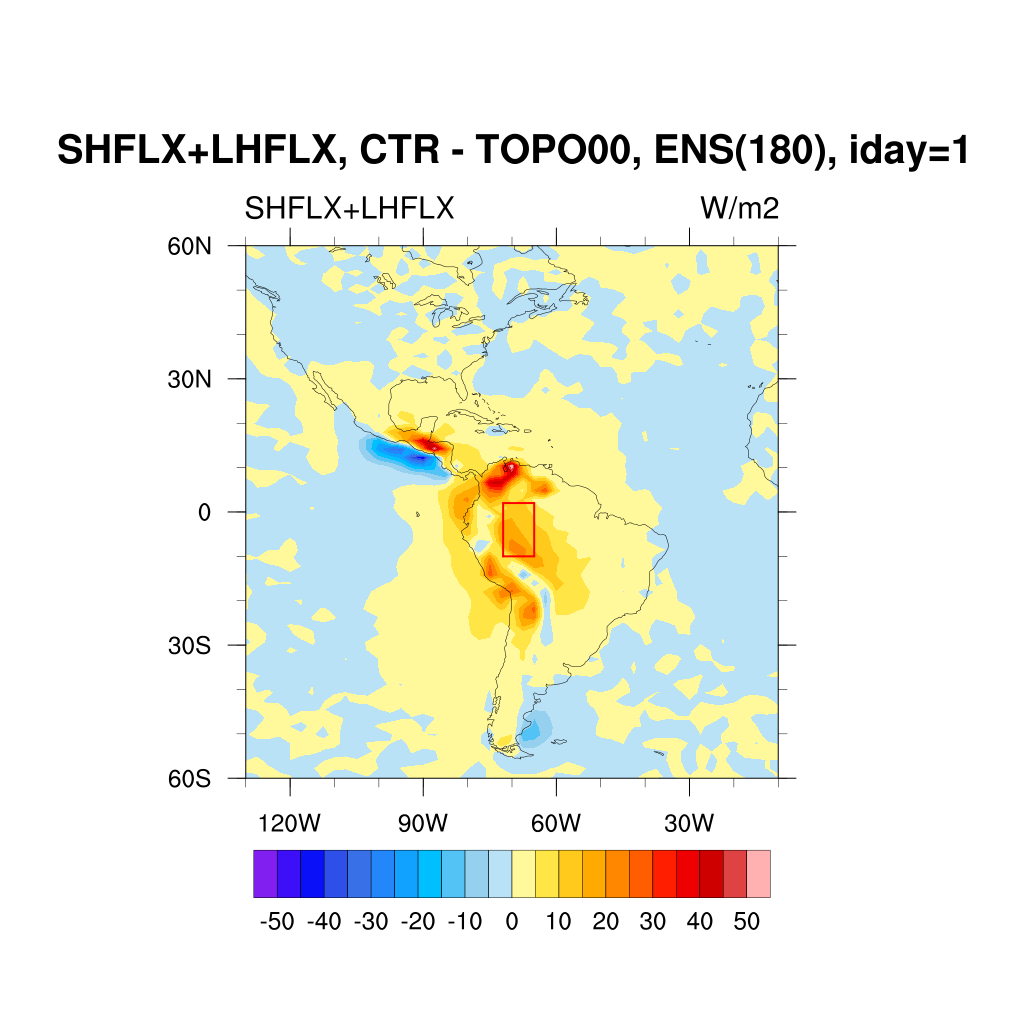 SHFLX+LHFLX, CTR - TOPO00, ENS(180), iday=1
SHFLX+LHFLX W/m2
60N
30N
0
30S
60S
120W 90W 60W 30W
-50 -40 -30 -20 -10 0 10 20 30 40 50